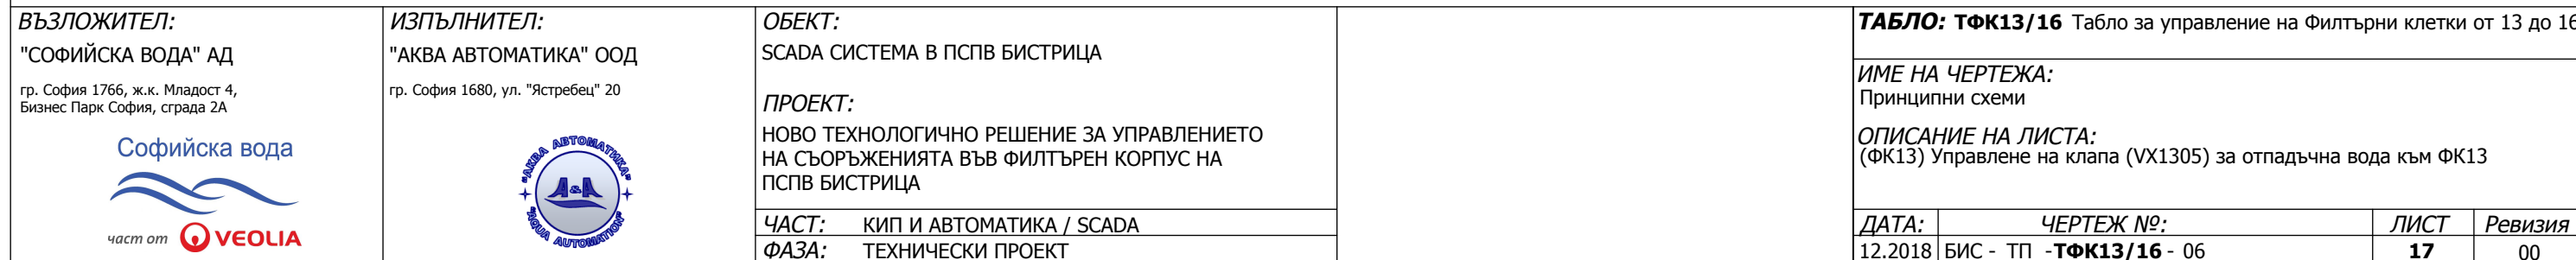 ВЪЗЛОЖИТЕЛ:
"СОФИЙСКА ВОДА" АД
гр. София 1766, ж.к. Младост 4,
Бизнес Парк София, сграда 2А
Софийска вода
част от VEOLIA
ИЗПЪЛНИТЕЛ:
"АКВА АВТОМАТИКА" ООД
гр. София 1680, ул. "Ястребец" 20
"АКВА АВТОМАТИКА"
A&A
"AQUA AUTOMATION"
ОБЕКТ:
SCADA СИСТЕМА В ПСПВ БИСТРИЦА
ПРОЕКТ:
НОВО ТЕХНОЛОГИЧНО РЕШЕНИЕ ЗА УПРАВЛЕНИЕТО
НА СЪОРЪЖЕНИЯТА ВЪВ ФИЛТЪРЕН КОРПУС НА
ПСПВ БИСТРИЦА
ЧАСТ: КИП И АВТОМАТИКА / SCADA
ФАЗА: ТЕХНИЧЕСКИ ПРОЕКТ
ТАБЛО: ТФК13/16 Табло за управление на Филтърни клетки от 13 до 16
ИМЕ НА ЧЕРТЕЖА:
Принципни схеми
ОПИСАНИЕ НА ЛИСТА:
(ФК13) Управлене на клапа (VX1305) за отпадъчна вода към ФК13
ДАТА: ЧЕРТЕЖ №: ЛИСТ Ревизия
12.2018 БИС - ТП -ТФК13/16 - 06 17 00